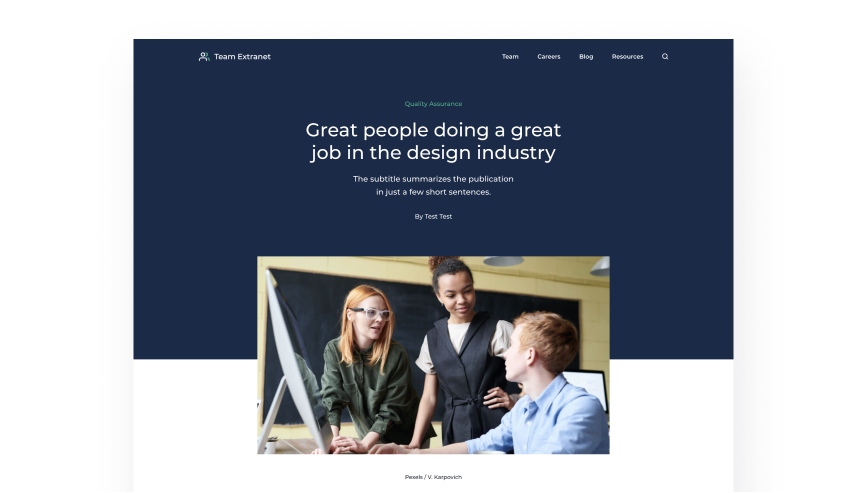 Team Extranet
Team Careers Blog Resources
Quality Assurance
Great people doing a great
job in the design industry
The subtitle summarizes the publication
in just a few short sentences.
By Test Test
Pexels / V. Karpovich